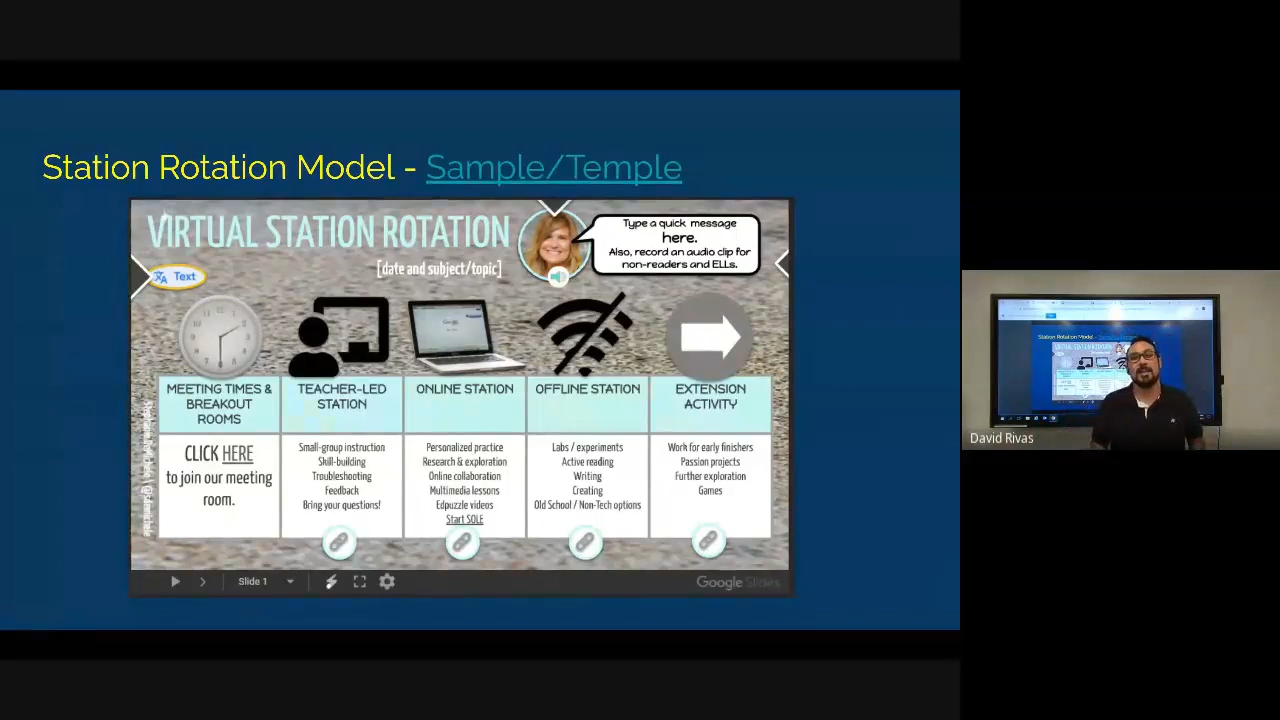 Station Rotation Model - Sample/Temple
VIRTUAL STATION ROTATION
[date and subject/topic]
Type a quick message
here.
Also, record an audio clip for
non-readers and ELLs.
Text
MEETING TIMES &
BREAKOUT
ROOMS
TEACHER-LED
STATION
ONLINE STATION
OFFLINE STATION
EXTENSION
ACTIVITY
CLICK HERE
to join our meeting
room.
Small-group instruction
Skill-building
Troubleshooting
Feedback
Bring your questions!
Personalized practice
Research & exploration
Online collaboration
Multimedia lessons
Edpuzzle videos
Start SOLE
Labs / experiments
Active reading
Writing
Creating
Old School / Non-Tech options
Work for early finishers
Passion projects
Further exploration
Games
Slide 1
Google Slides
Station Rotation Model -
David Rivas